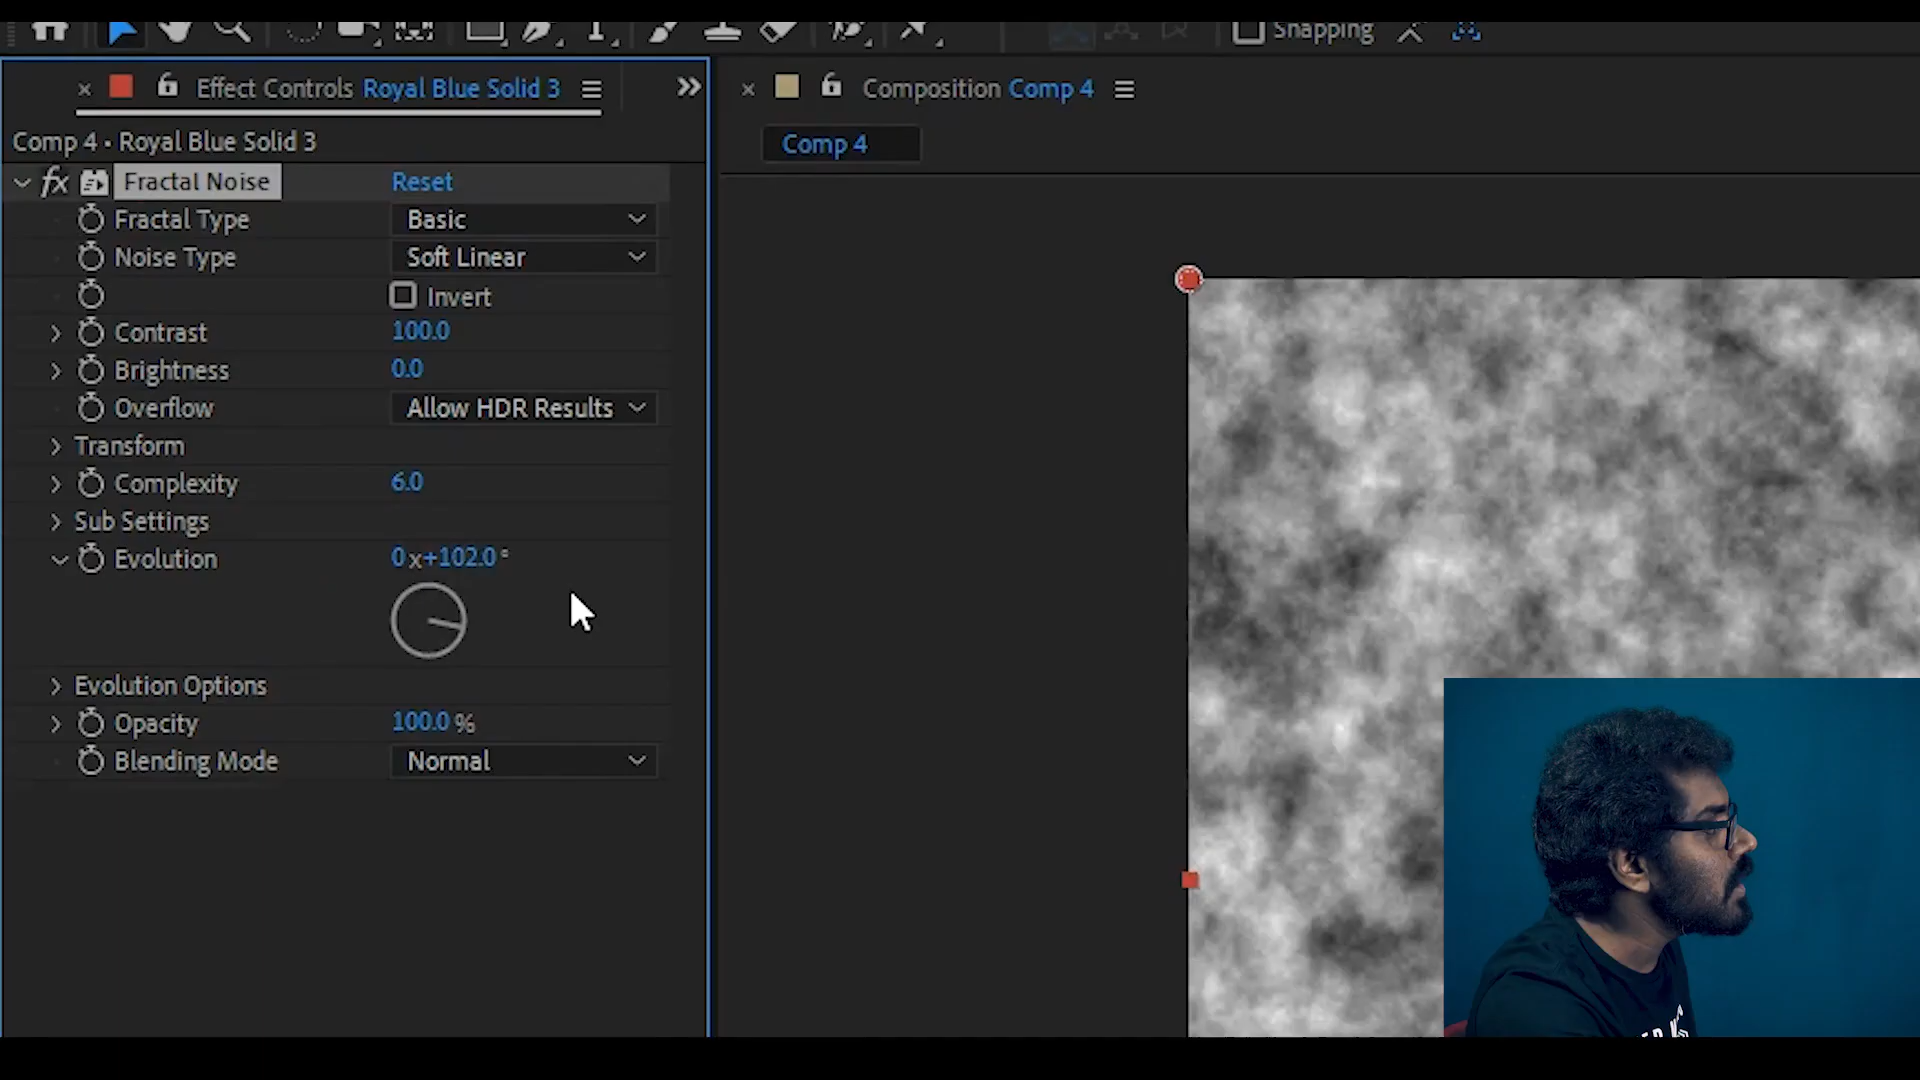 Snapping
Effect Controls Royal Blue Solid 3
Composition Comp 4
Comp 4 • Royal Blue Solid 3
Comp 4
fx Fractal Noise Reset
Fractal Type Basic
Noise Type Soft Linear
Invert
Contrast 100.0
Brightness 0.0
Overflow Allow HDR Results
Transform
Complexity 6.0
Sub Settings
Evolution 0x+102.0°
Evolution Options
Opacity 100.0 %
Blending Mode Normal